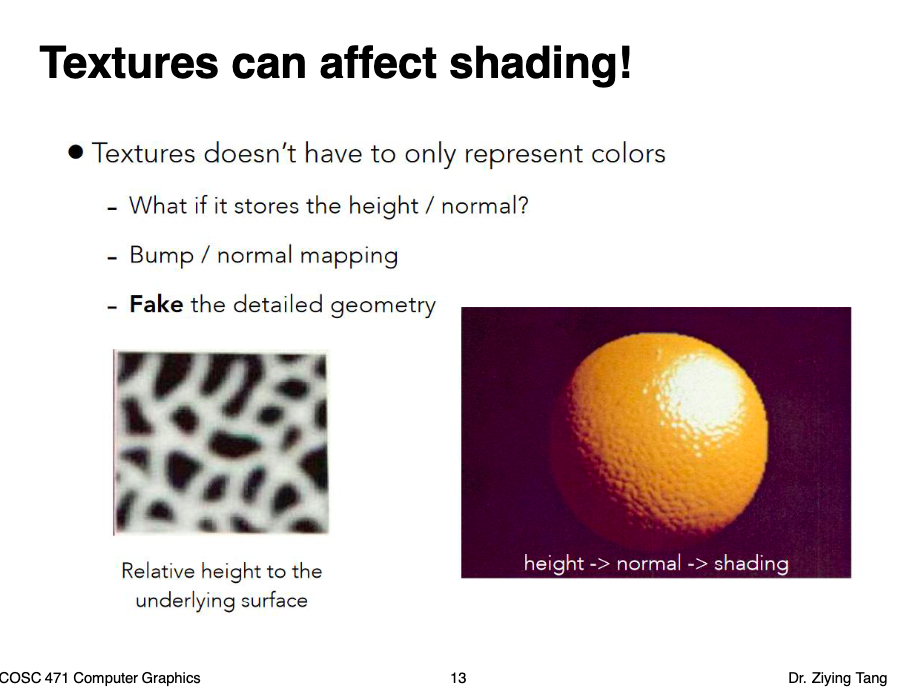 Textures can affect shading!
● Textures doesn't have to only represent colors
- What if it stores the height / normal?
- Bump / normal mapping
- Fake the detailed geometry
Relative height to the
underlying surface
height -> normal -> shading
COSC 471 Computer Graphics
13
Dr. Ziying Tang